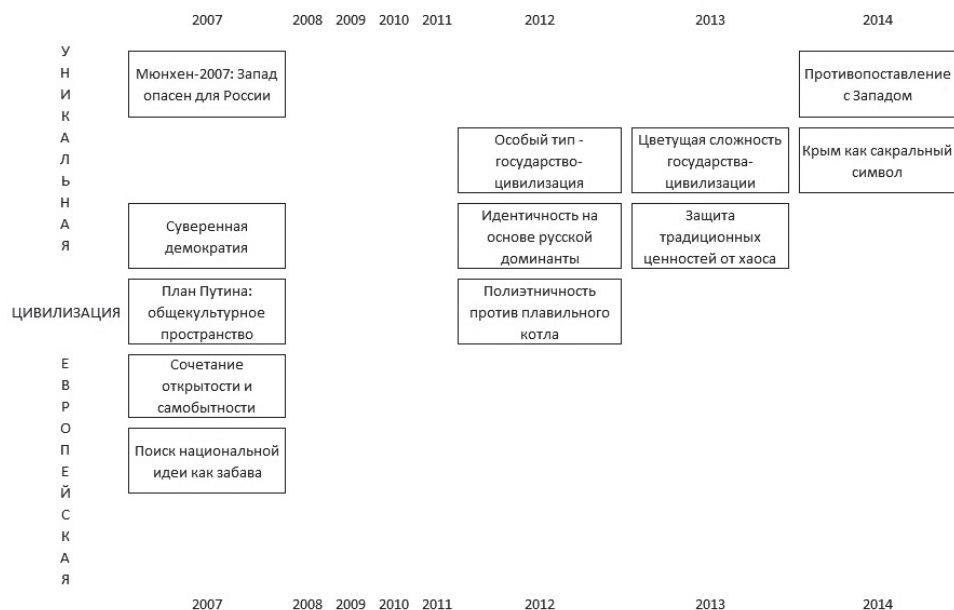 2007 2008 2009 2010 2011 2012 2013 2014
УНИКАЛЬНАЯ
Мюнхен-2007: Запад
опасен для России
Противопоставление
с Западом
Особый тип -
государство-
цивилизация
Цветущая сложность
государства-
цивилизации
Крым как сакральный
символ
Суверенная
демократия
Идентичность на
основе русской
доминанты
Защита
традиционных
ценностей от хаоса
ЦИВИЛИЗАЦИЯ
План Путина:
общекультурное
пространство
Полиэтничность
против плавильного
котла
ЕВРОПЕЙСКАЯ
Сочетание
открытости и
самобытности
Поиск национальной
идеи как забава
2007 2008 2009 2010 2011 2012 2013 2014